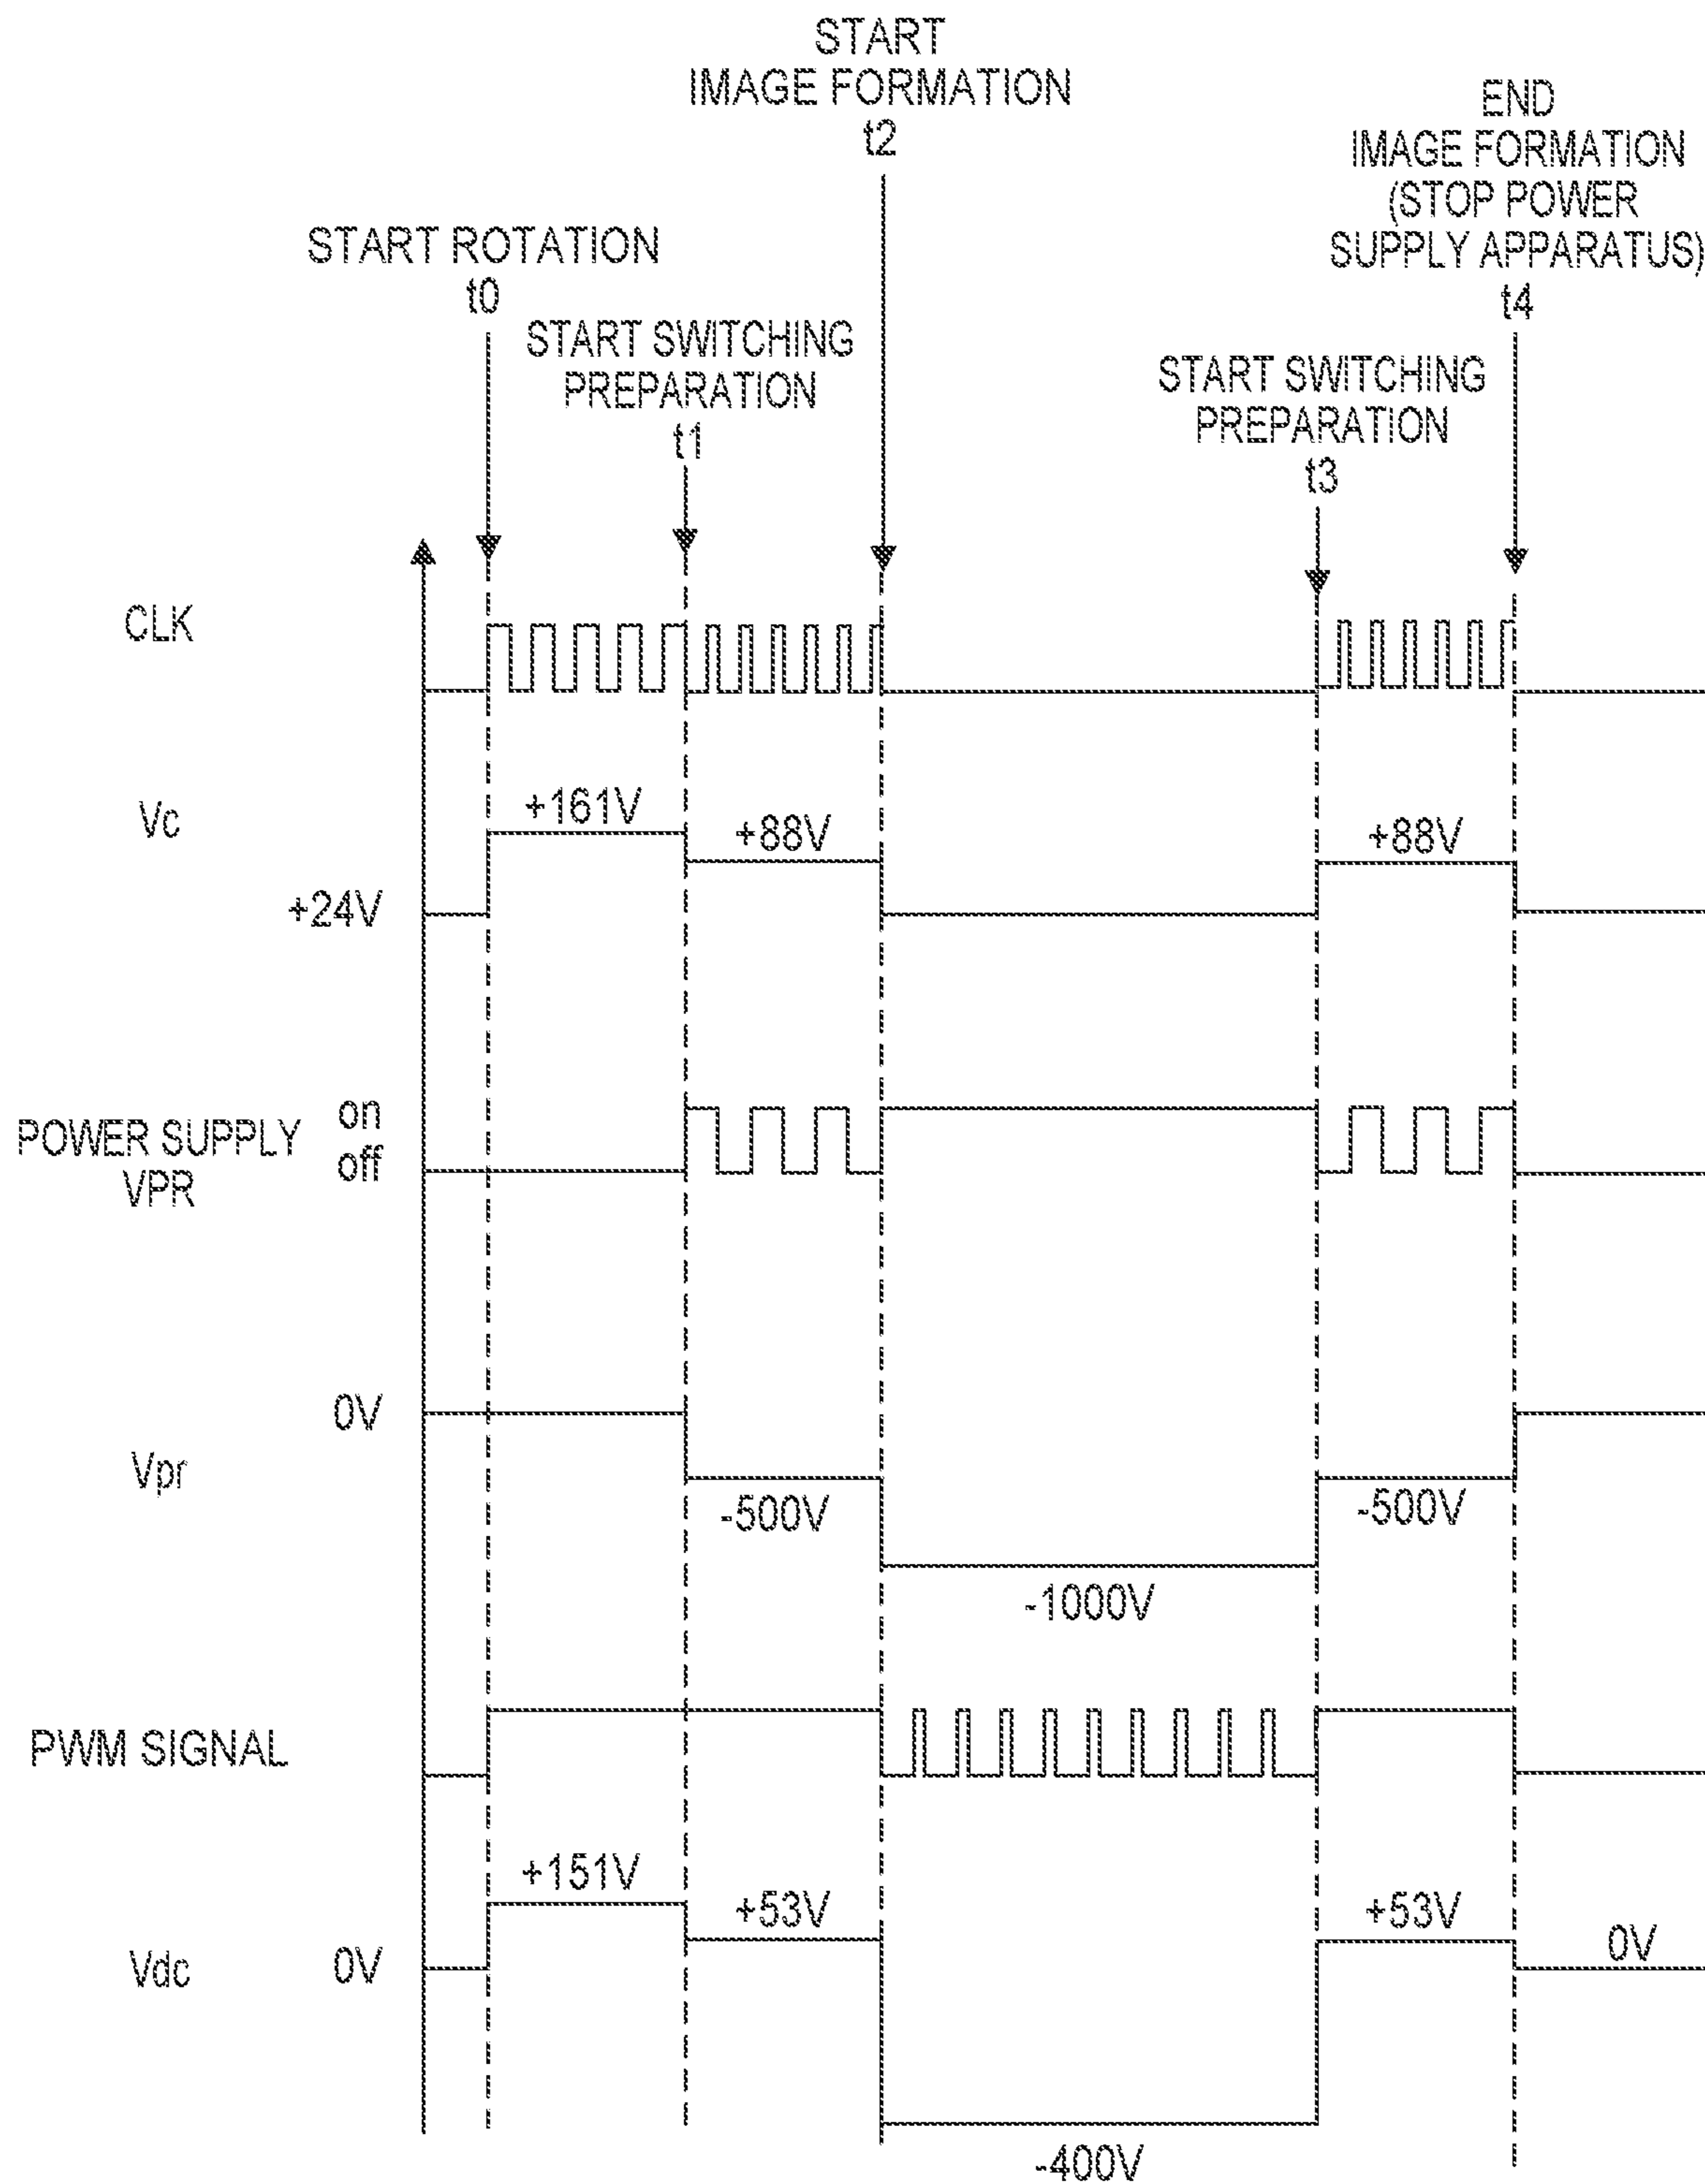 START
IMAGE FORMATION
t2
END
IMAGE FORMATION
(STOP POWER
SUPPLY APPARATUS)
t4
START ROTATION
t0
START SWITCHING
PREPARATION
t1
START SWITCHING
PREPARATION
t3
CLK
Vc
+161V
+88V
+88V
+24V
POWER SUPPLY
VPR
on
off
0V
Vpr
-500V
-500V
-1000V
PWM SIGNAL
+151V
+53V
+53V
Vdc
0V
0V
-400V